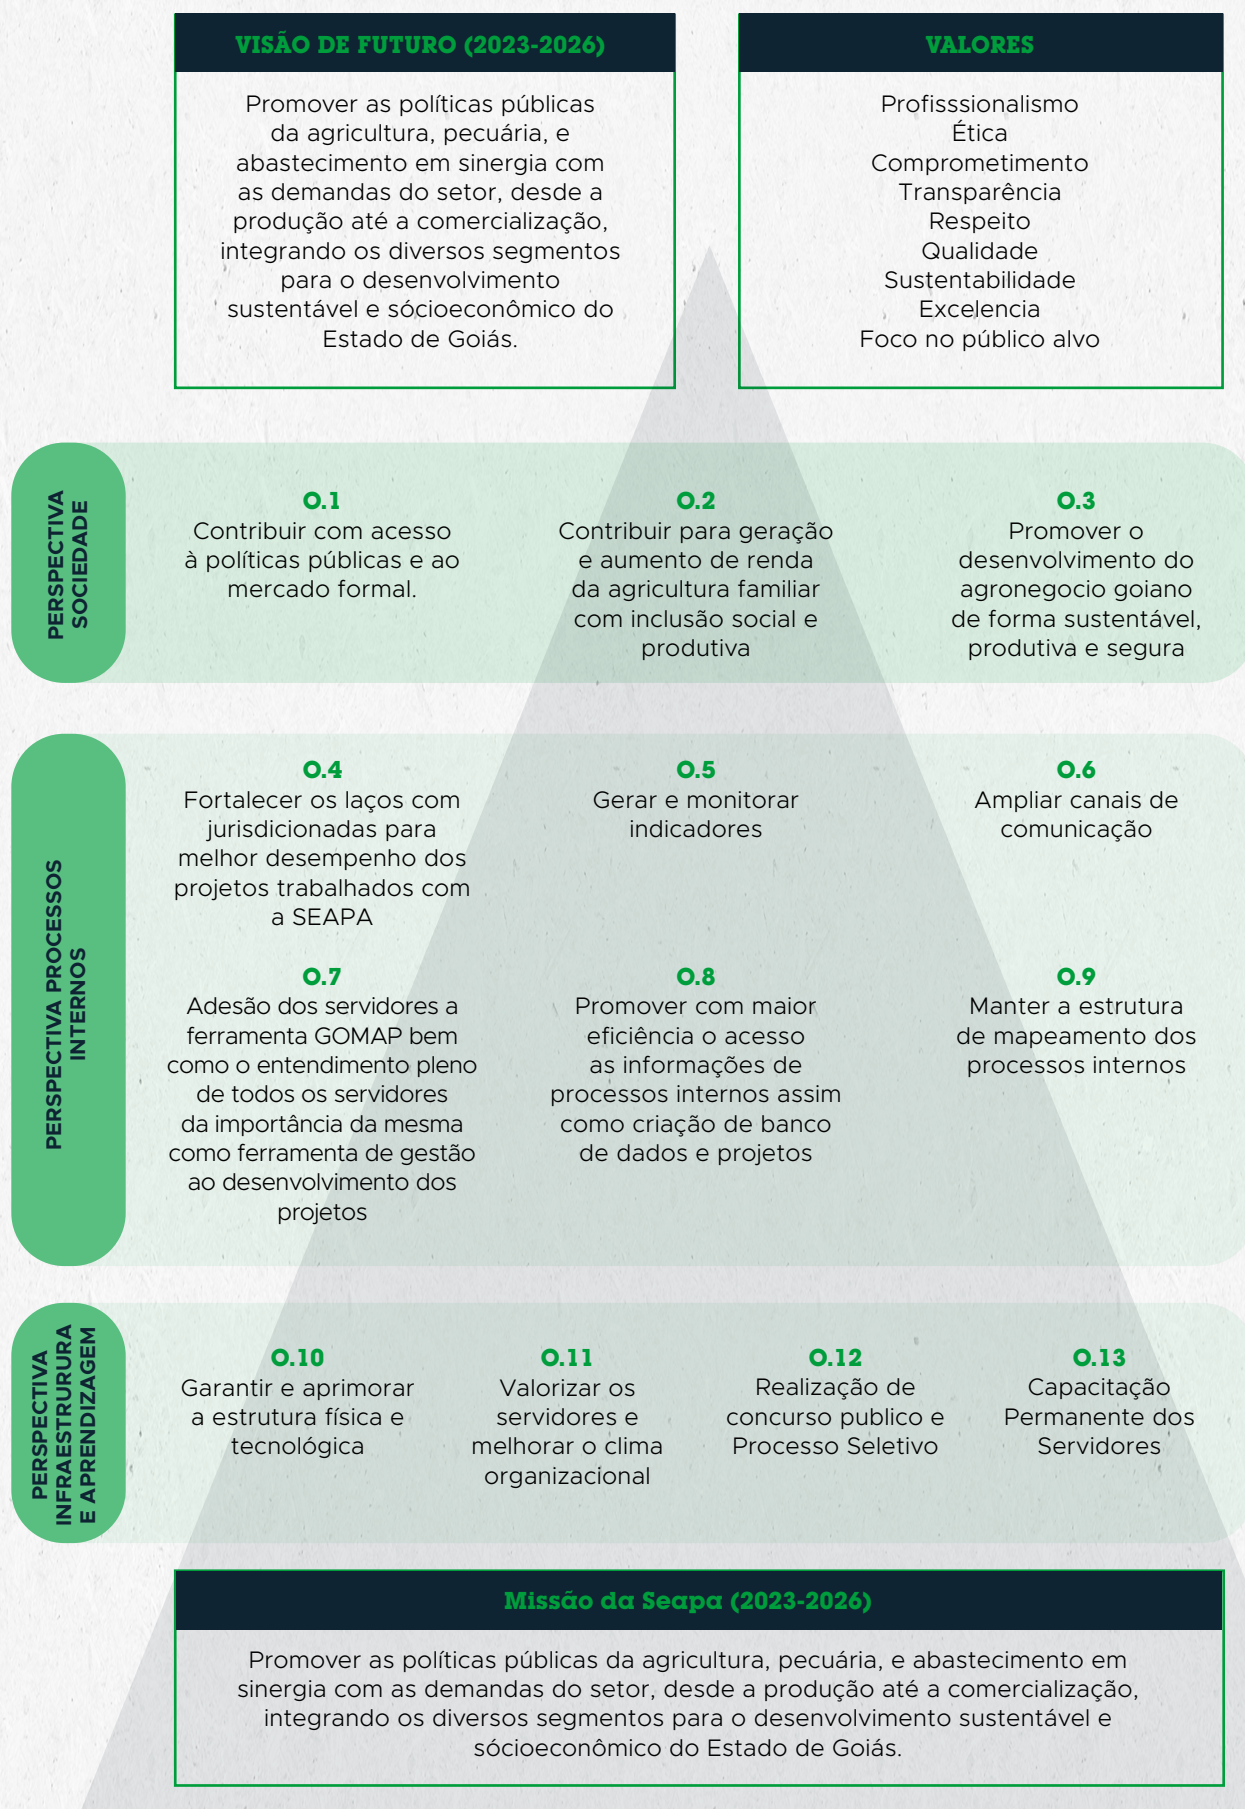 VISÃO DE FUTURO (2023-2026)
Promover as políticas públicas
da agricultura, pecuária, e
abastecimento em sinergia com
as demandas do setor, desde a
produção até a comercialização,
integrando os diversos segmentos
para o desenvolvimento
sustentável e sócioeconômico do
Estado de Goiás.
VALORES
Profisssionalismo
Ética
Comprometimento
Transparência
Respeito
Qualidade
Sustentabilidade
Excelencia
Foco no público alvo
PERSPECTIVA
SOCIEDADE
O.1
Contribuir com acesso
à políticas públicas e ao
mercado formal.
O.2
Contribuir para geração
e aumento de renda
da agricultura familiar
com inclusão social e
produtiva
O.3
Promover o
desenvolvimento do
agronegocio goiano
de forma sustentável,
produtiva e segura
PERSPECTIVA PROCESSOS
INTERNOS
O.4
Fortalecer os laços com
jurisdicionadas para
melhor desempenho dos
projetos trabalhados com
a SEAPA
O.5
Gerar e monitorar
indicadores
O.6
Ampliar canais de
comunicação
O.7
Adesão dos servidores a
ferramenta GOMAP bem
como o entendimento pleno
de todos os servidores
da importância da mesma
como ferramenta de gestão
ao desenvolvimento dos
projetos
O.8
Promover com maior
eficiência o acesso
as informações de
processos internos assim
como criação de banco
de dados e projetos
O.9
Manter a estrutura
de mapeamento dos
processos internos
PERSPECTIVA
INFRAESTRURURA
E APRENDIZAGEM
O.10
Garantir e aprimorar
a estrutura física e
tecnológica
O.11
Valorizar os
servidores e
melhorar o clima
organizacional
O.12
Realização de
concurso publico e
Processo Seletivo
O.13
Capacitação
Permanente dos
Servidores
Missão da Seapa (2023-2026)
Promover as políticas públicas da agricultura, pecuária, e abastecimento em
sinergia com as demandas do setor, desde a produção até a comercialização,
integrando os diversos segmentos para o desenvolvimento sustentável e
sócioeconômico do Estado de Goiás.